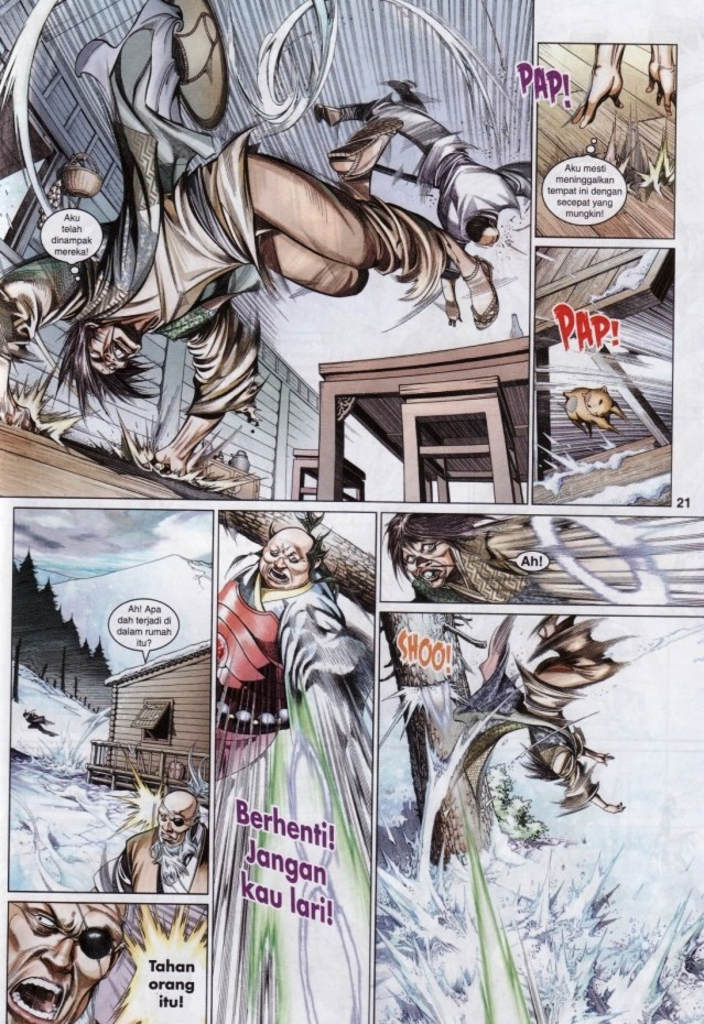 Aku
telah
dinampak
mereka!
PAP!
Aku mesti
meninggalkan
tempat ini dengan
secepat yang
mungkin!
PAP!
21
Ah! Apa
dah terjadi di
dalam rumah
itu?
Tahan
orang
itu!
Berhenti!
Jangan
kau lari!
Ah!
SHOO!